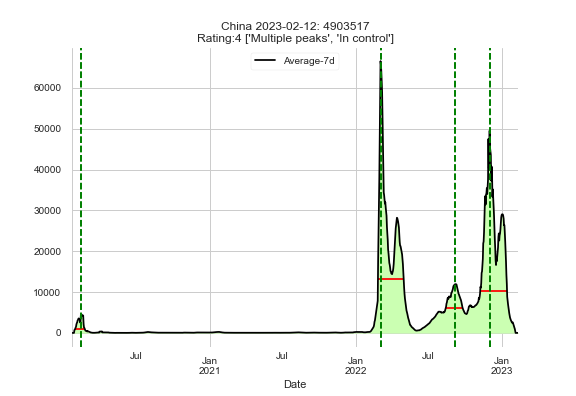 China 2023-02-12: 4903517
Rating:4 ['Multiple peaks', 'In control']
Average-7d
60000
50000
40000
30000
20000
10000
0
Jul
Jan
2021
Jul
Jan
2022
Jul
Jan
2023
Date